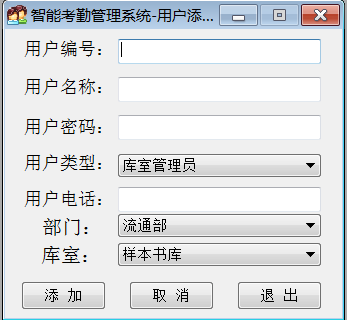 智能考勤管理系统-用户添...
用户编号：
用户名称：
用户密码：
用户类型： 库室管理员
用户电话：
部门： 流通部
库室： 样本书库
添 加 取 消 退 出